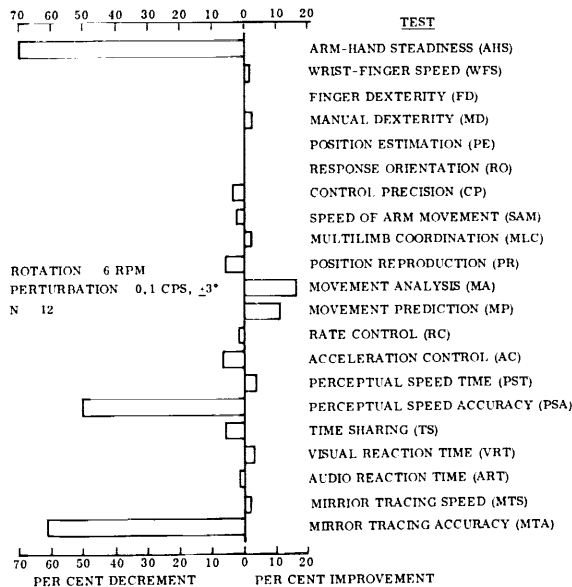 70 60 50 40 30 20 10 0 10 20
TEST
ARM-HAND STEADINESS (AHS)
WRIST-FINGER SPEED (WFS)
FINGER DEXTERITY (FD)
MANUAL DEXTERITY (MD)
POSITION ESTIMATION (PE)
RESPONSE ORIENTATION (RO)
CONTROL PRECISION (CP)
SPEED OF ARM MOVEMENT (SAM)
MULTILIMB COORDINATION (MLC)
POSITION REPRODUCTION (PR)
MOVEMENT ANALYSIS (MA)
MOVEMENT PREDICTION (MP)
RATE CONTROL (RC)
ACCELERATION CONTROL (AC)
PERCEPTUAL SPEED TIME (PST)
PERCEPTUAL SPEED ACCURACY (PSA)
TIME SHARING (TS)
VISUAL REACTION TIME (VRT)
AUDIO REACTION TIME (ART)
MIRRIOR TRACING SPEED (MTS)
MIRROR TRACING ACCURACY (MTA)
ROTATION 6 RPM
PERTURBATION 0,1 CPS, ±3°
N 12
70 60 50 40 30 20 10 0 10 20
PER CENT DECREMENT PER CENT IMPROVEMENT